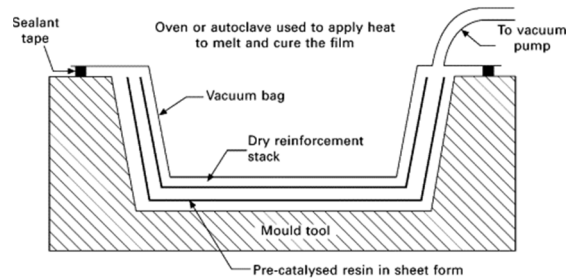 Sealant
tape
Oven or autoclave used to apply heat
to melt and cure the film
To vacuum
pump
Vacuum bag
Dry reinforcement
stack
Mould tool
Pre-catalysed resin in sheet form